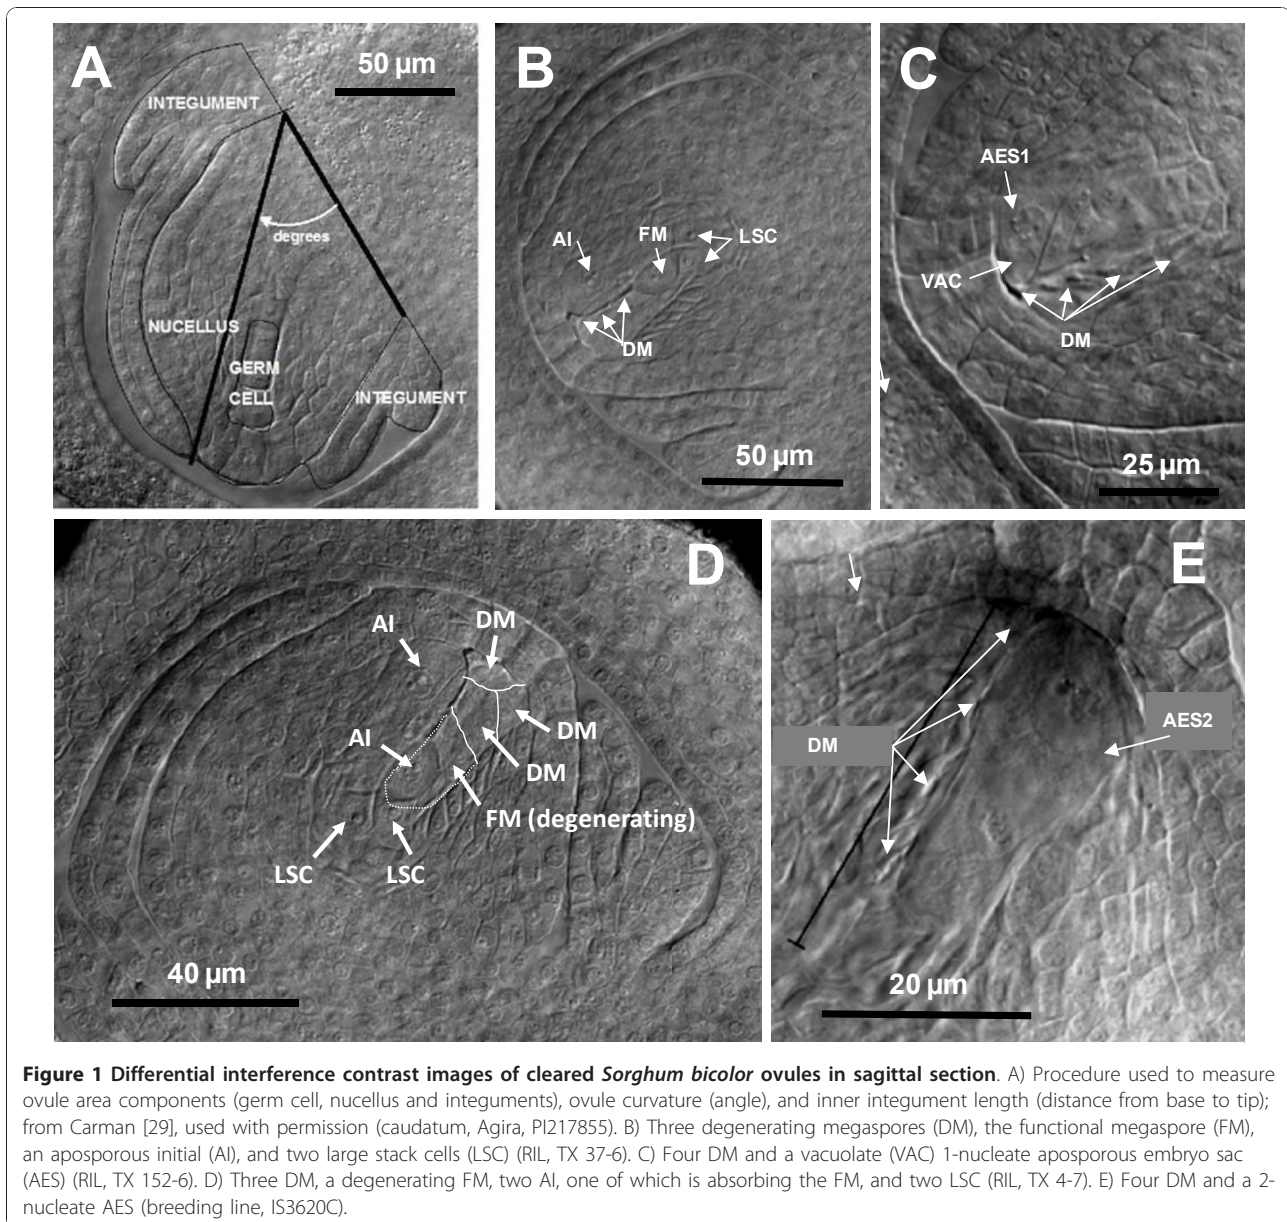 A
50 µm
INTEGUMENT
degrees
NUCELLUS
GERM
CELL
INTEGUMENT
B
AI
FM
LSC
DM
50 µm
C
AES1
VAC
DM
25 µm
D
AI
DM
AI
DM
DM
FM (degenerating)
LSC
LSC
40 µm
E
DM
AES2
20 µm
Figure 1 Differential interference contrast images of cleared Sorghum bicolor ovules in sagittal section. A) Procedure used to measure
ovule area components (germ cell, nucellus and integuments), ovule curvature (angle), and inner integument length (distance from base to tip);
from Carman [29], used with permission (caudatum, Agira, PI217855). B) Three degenerating megaspores (DM), the functional megaspore (FM),
an aposporous initial (AI), and two large stack cells (LSC) (RIL, TX 37-6). C) Four DM and a vacuolate (VAC) 1-nucleate aposporous embryo sac
(AES) (RIL, TX 152-6). D) Three DM, a degenerating FM, two AI, one of which is absorbing the FM, and two LSC (RIL, TX 4-7). E) Four DM and a 2-
nucleate AES (breeding line, IS3620C).